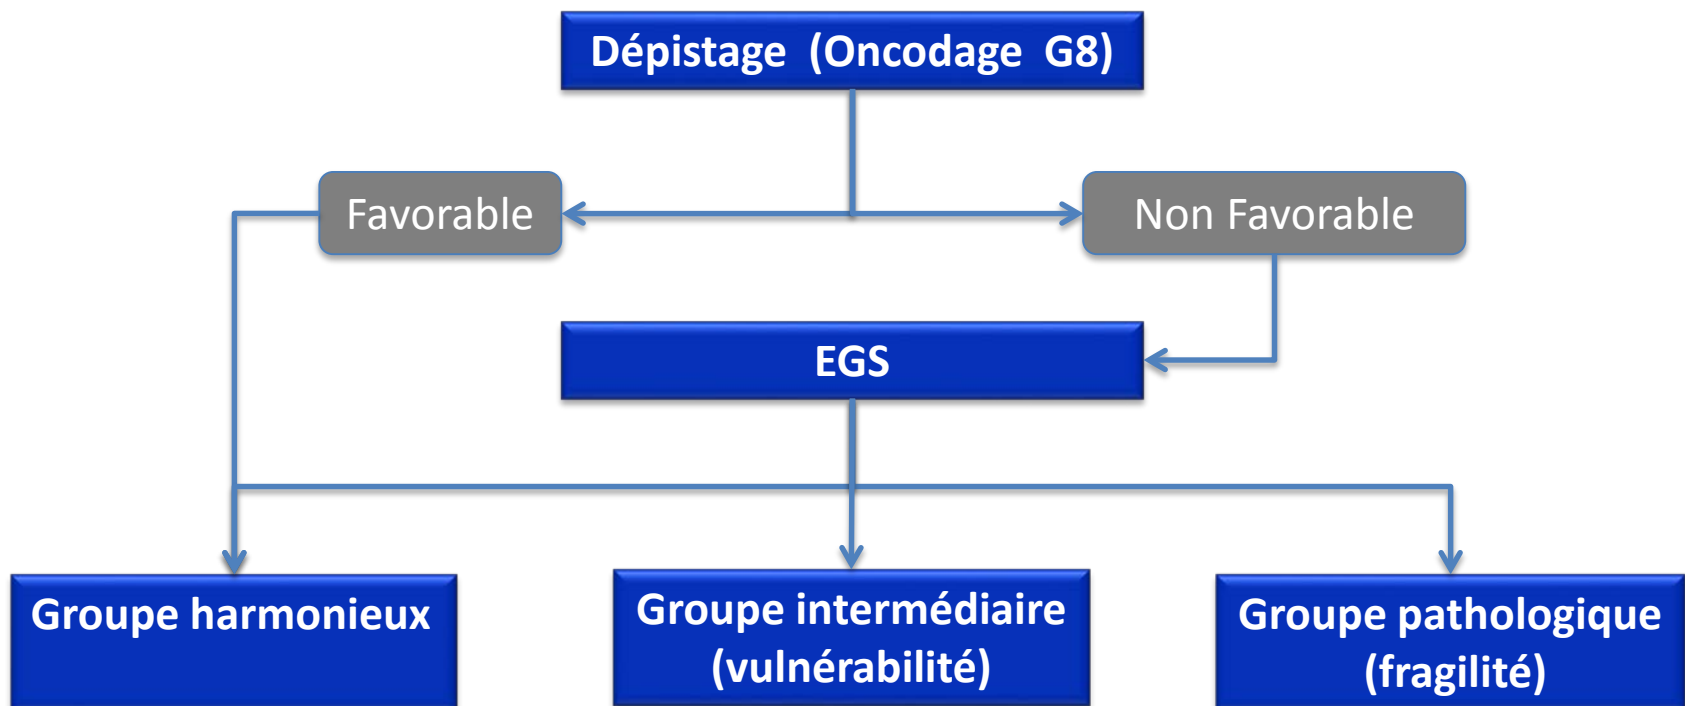 Dépistage (Oncodage G8)
Favorable
Non Favorable
EGS
Groupe harmonieux
Groupe intermédiaire
(vulnérabilité)
Groupe pathologique
(fragilité)